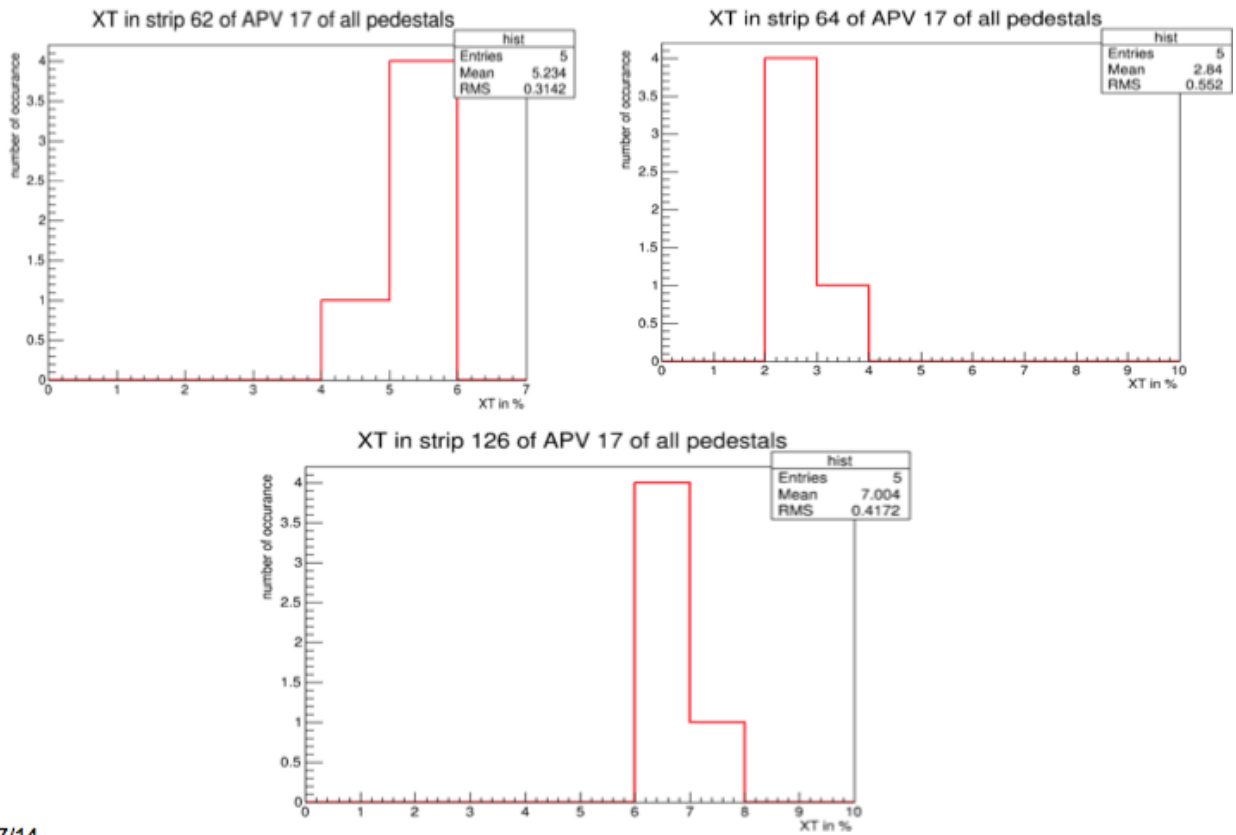 XT in strip 62 of APV 17 of all pedestals
hist
Entries 5
Mean 5.234
RMS 0.3142
number of occurance
4
3.5
3
2.5
2
1.5
1
0.5
0
0 1 2 3 4 5 6 7
XT in %
XT in strip 64 of APV 17 of all pedestals
hist
Entries 5
Mean 2.84
RMS 0.552
number of occurance
4
3.5
3
2.5
2
1.5
1
0.5
0
0 1 2 3 4 5 6 7 8 9 10
XT in %
XT in strip 126 of APV 17 of all pedestals
hist
Entries 5
Mean 7.004
RMS 0.4172
number of occurance
4
3.5
3
2.5
2
1.5
1
0.5
0
0 1 2 3 4 5 6 7 8 9 10
XT in %